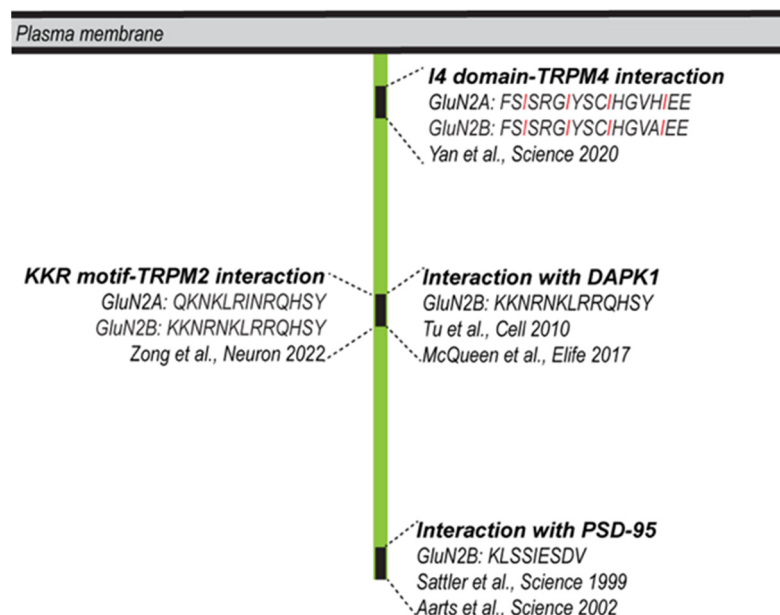 Plasma membrane
I4 domain-TRPM4 interaction
GluN2A: FSISRGIYSCIHGVHIEE
GluN2B: FSISRGIYSCIHGVAIEE
Yan et al., Science 2020
KKR motif-TRPM2 interaction
GluN2A: QKNKLRINRQHSY
GluN2B: KKNRNKLRRQHSY
Zong et al., Neuron 2022
Interaction with DAPK1
GluN2B: KKNRNKLRRQHSY
Tu et al., Cell 2010
McQueen et al., Elife 2017
Interaction with PSD-95
GluN2B: KLSSIESDV
Sattler et al., Science 1999
Aarts et al., Science 2002